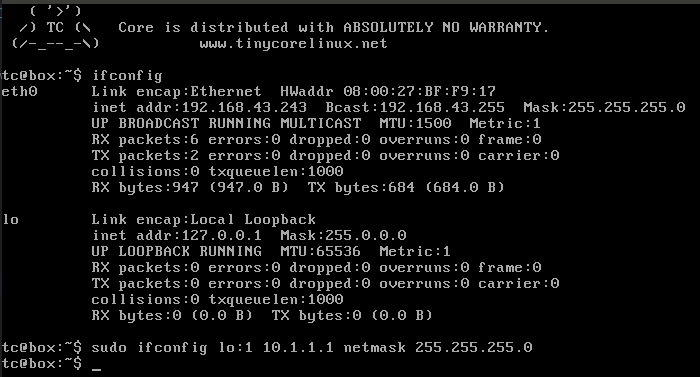 ( '>')
/) TC (\ Core is distributed with ABSOLUTELY NO WARRANTY.
(/-_--_-\) www.tinycorelinux.net
tc@box:~$ ifconfig
eth0 Link encap:Ethernet HWaddr 08:00:27:BF:F9:17
inet addr:192.168.43.243 Bcast:192.168.43.255 Mask:255.255.255.0
UP BROADCAST RUNNING MULTICAST MTU:1500 Metric:1
RX packets:6 errors:0 dropped:0 overruns:0 frame:0
TX packets:2 errors:0 dropped:0 overruns:0 carrier:0
collisions:0 txqueuelen:1000
RX bytes:947 (947.0 B) TX bytes:684 (684.0 B)
lo Link encap:Local Loopback
inet addr:127.0.0.1 Mask:255.0.0.0
UP LOOPBACK RUNNING MTU:65536 Metric:1
RX packets:0 errors:0 dropped:0 overruns:0 frame:0
TX packets:0 errors:0 dropped:0 overruns:0 carrier:0
collisions:0 txqueuelen:1000
RX bytes:0 (0.0 B) TX bytes:0 (0.0 B)
tc@box:~$ sudo ifconfig lo:1 10.1.1.1 netmask 255.255.255.0
tc@box:~$ _